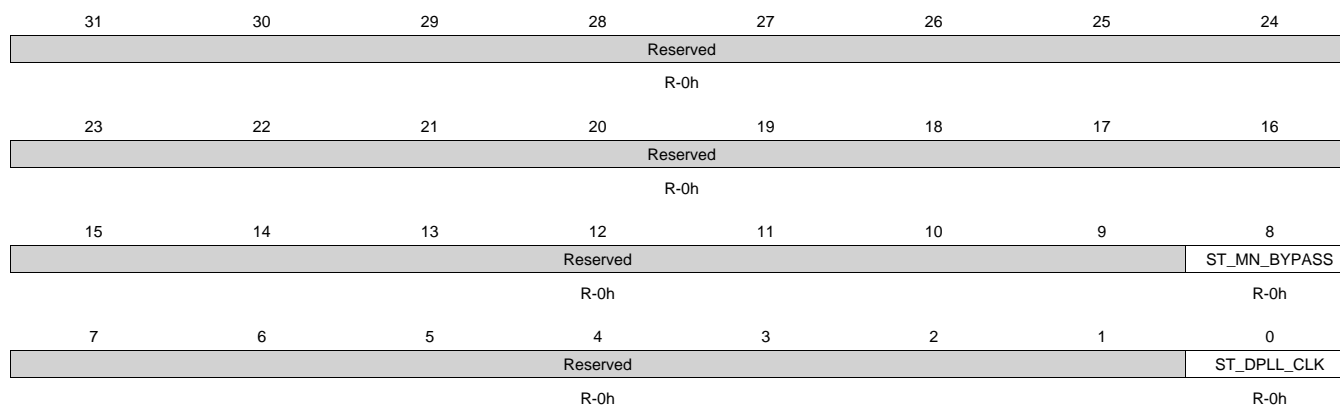 31 30 29 28 27 26 25 24
Reserved
R-0h
23 22 21 20 19 18 17 16
Reserved
R-0h
15 14 13 12 11 10 9 8
Reserved ST_MN_BYPASS
R-0h R-0h
7 6 5 4 3 2 1 0
Reserved ST_DPLL_CLK
R-0h R-0h